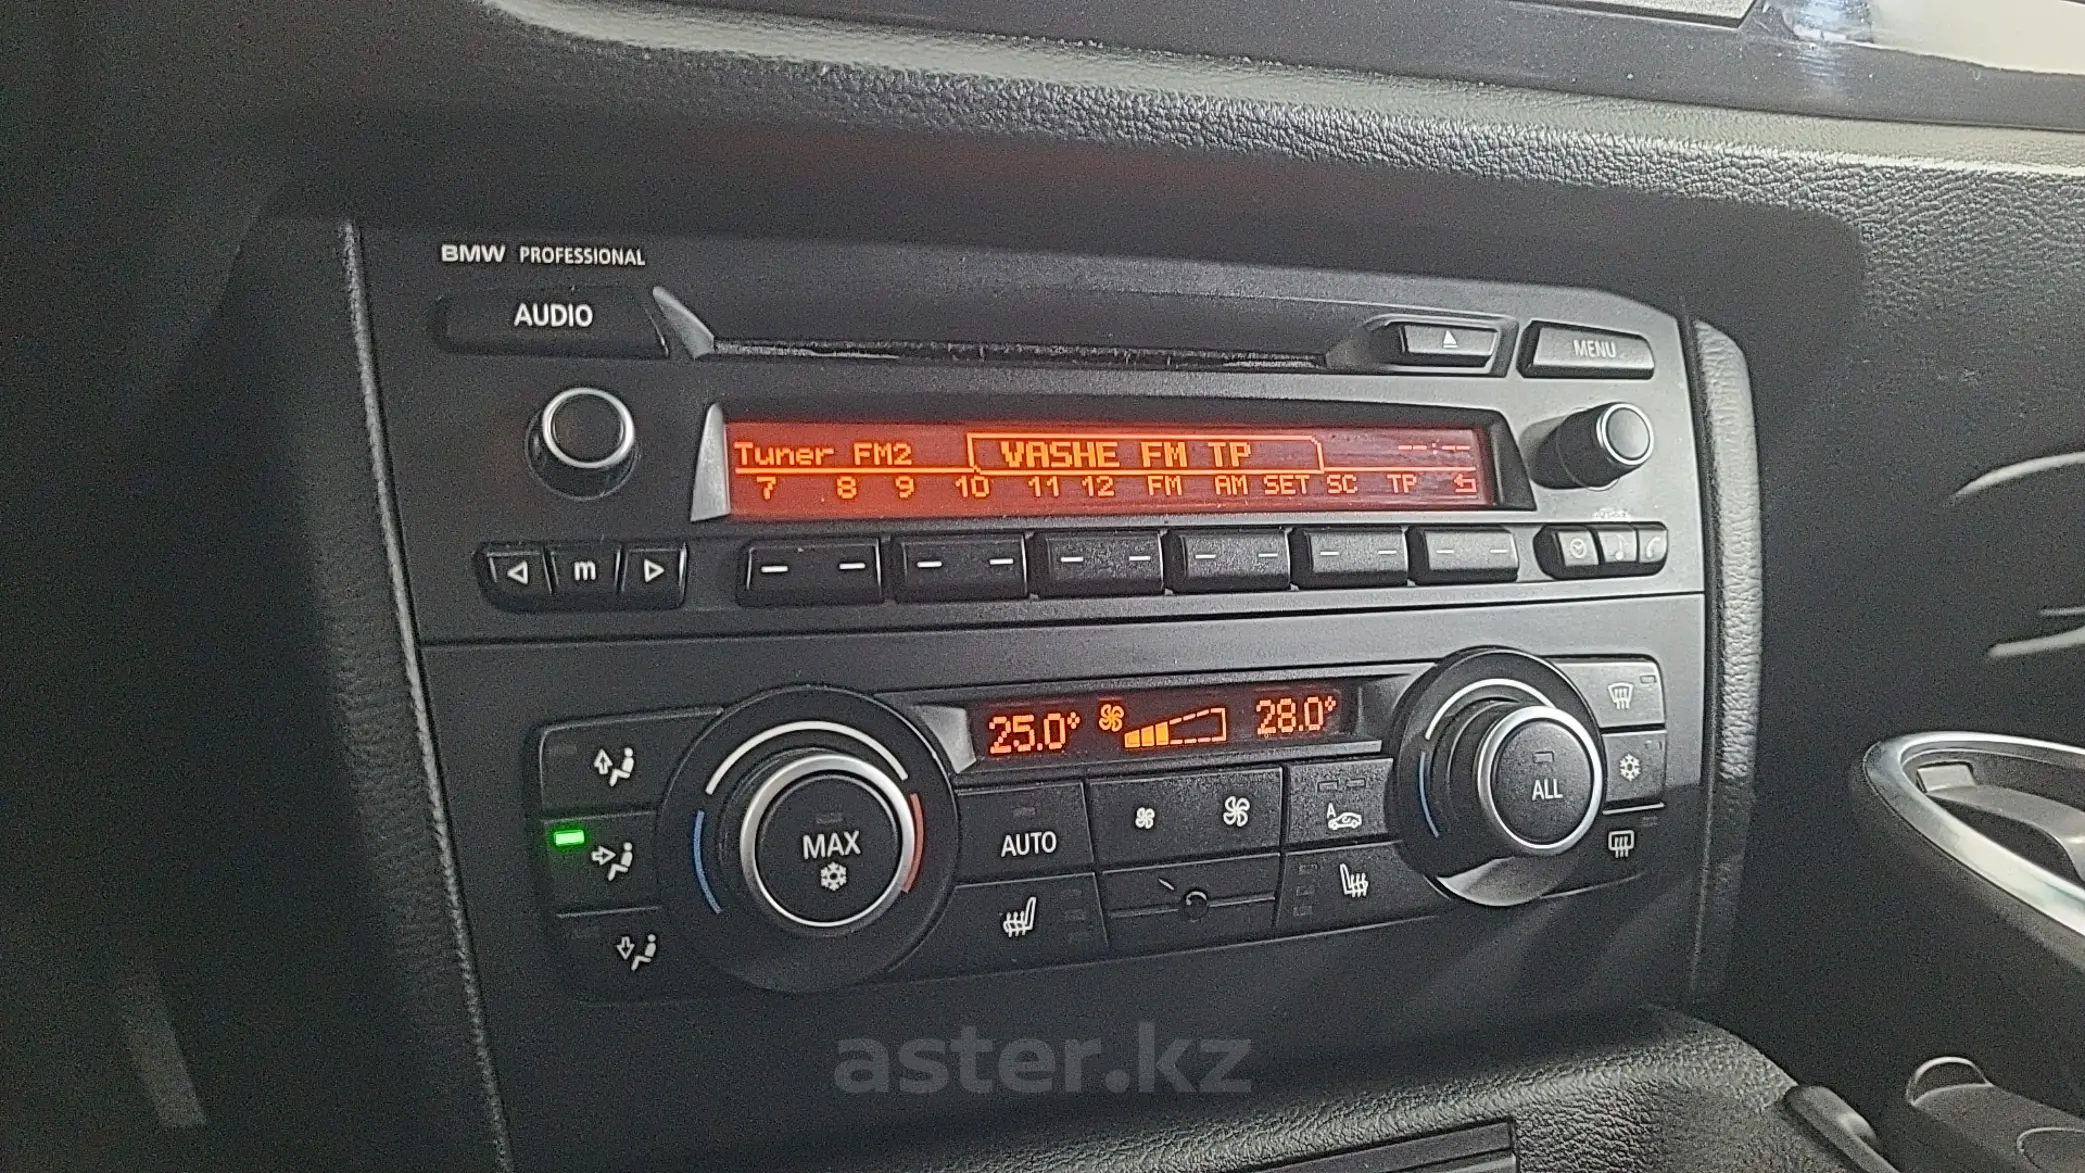 BMW PROFESSIONAL
AUDIO
MENU
Tuner FM2 VASHE FM TP --:--
7 8 9 10 11 12 FM AM SET SC TP
m
25.0° 28.0°
MAX
AUTO
A
ALL
aster.kz